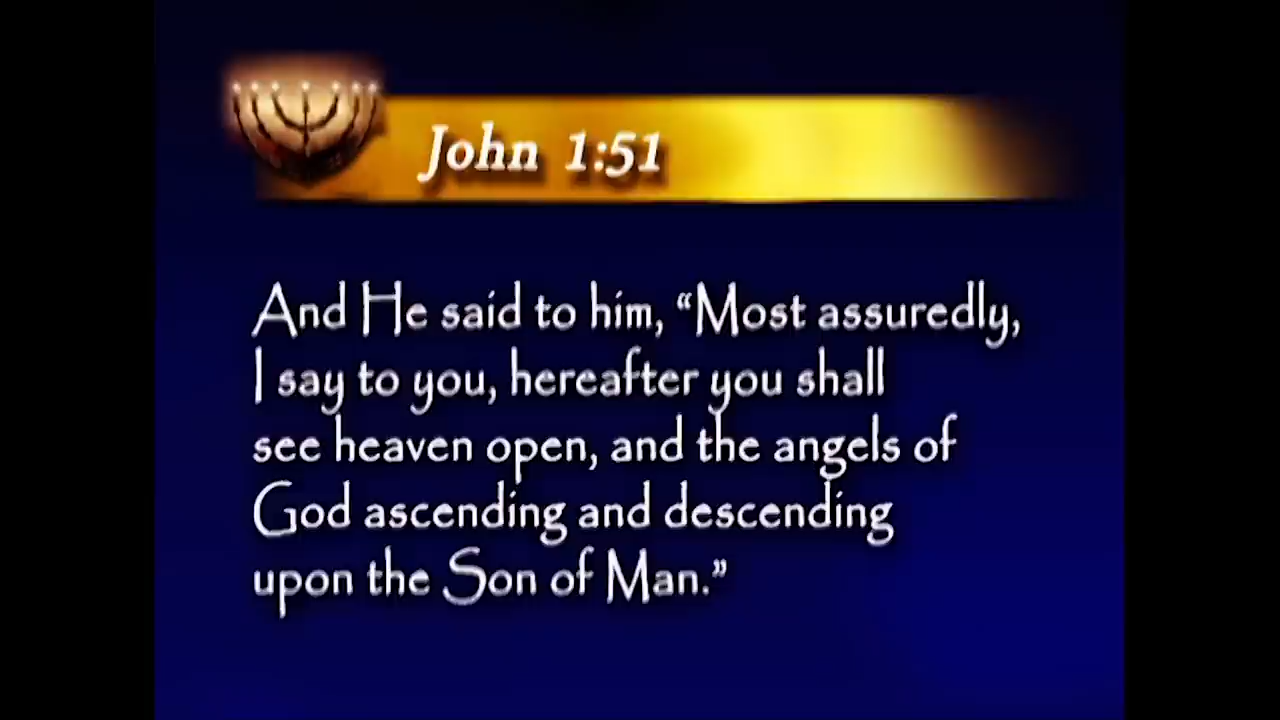 John 1:51
And He said to him, “Most assuredly,
I say to you, hereafter you shall
see heaven open, and the angels of
God ascending and descending
upon the Son of Man.”